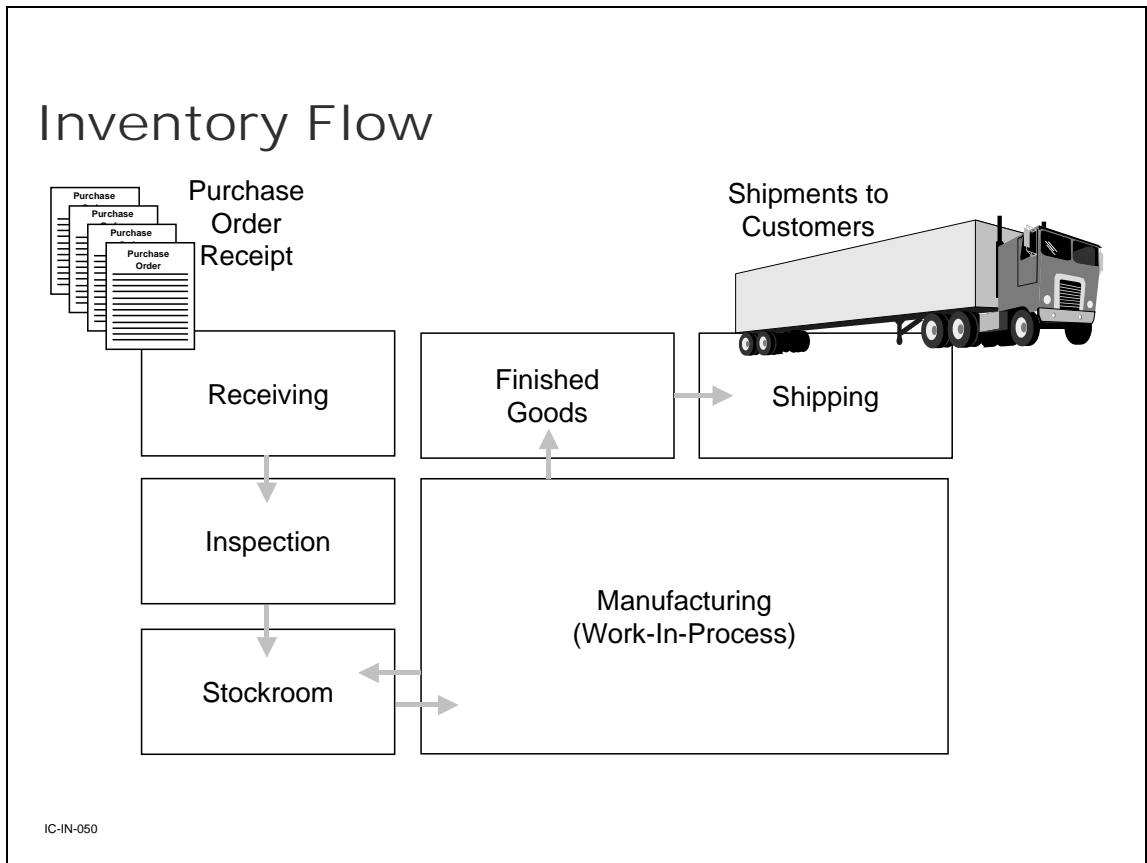 Inventory Flow
Purchase
Purchase
Purchase
Purchase
Order
Purchase
Order
Receipt
Shipments to
Customers
Receiving
Finished
Goods
Shipping
Inspection
Manufacturing
(Work-In-Process)
Stockroom
IC-IN-050